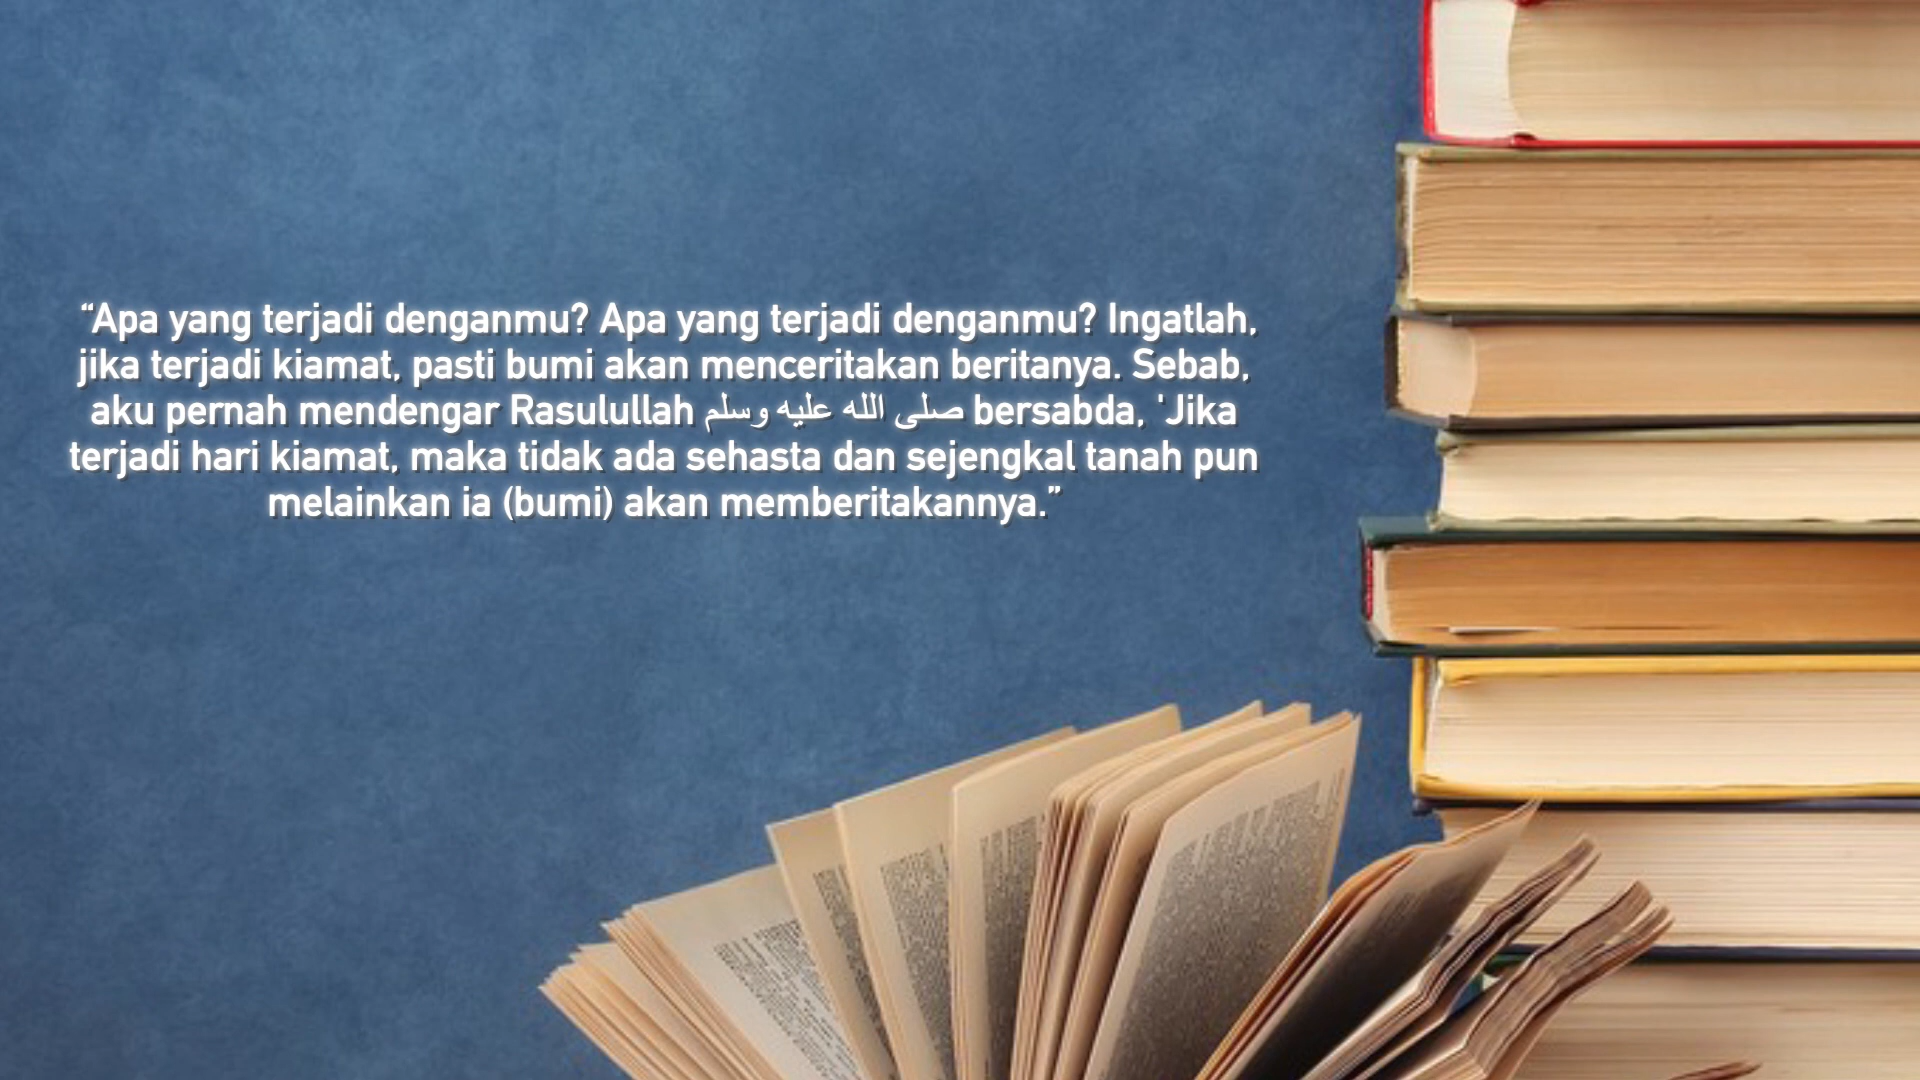 “Apa yang terjadi denganmu? Apa yang terjadi denganmu? Ingatlah,
jika terjadi kiamat, pasti bumi akan menceritakan beritanya. Sebab,
aku pernah mendengar Rasulullah صلى الله عليه وسلم bersabda, 'Jika
terjadi hari kiamat, maka tidak ada sehasta dan sejengkal tanah pun
melainkan ia (bumi) akan memberitakannya.”